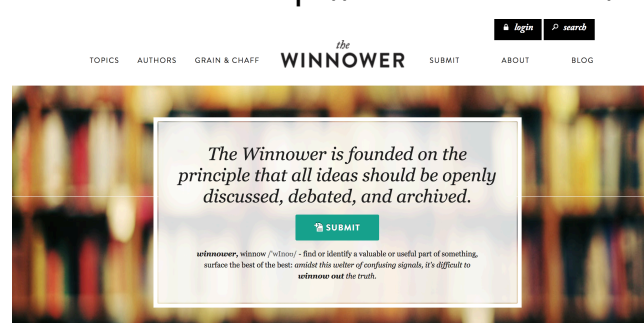 login search
the
TOPICS AUTHORS GRAIN & CHAFF WINNOWER SUBMIT ABOUT BLOG
The Winnower is founded on the
principle that all ideas should be openly
discussed, debated, and archived.
SUBMIT
winnower, winnow /'wInoʊ/ - find or identify a valuable or useful part of something,
surface the best of the best: amidst this welter of confusing signals, it's difficult to
winnow out the truth.